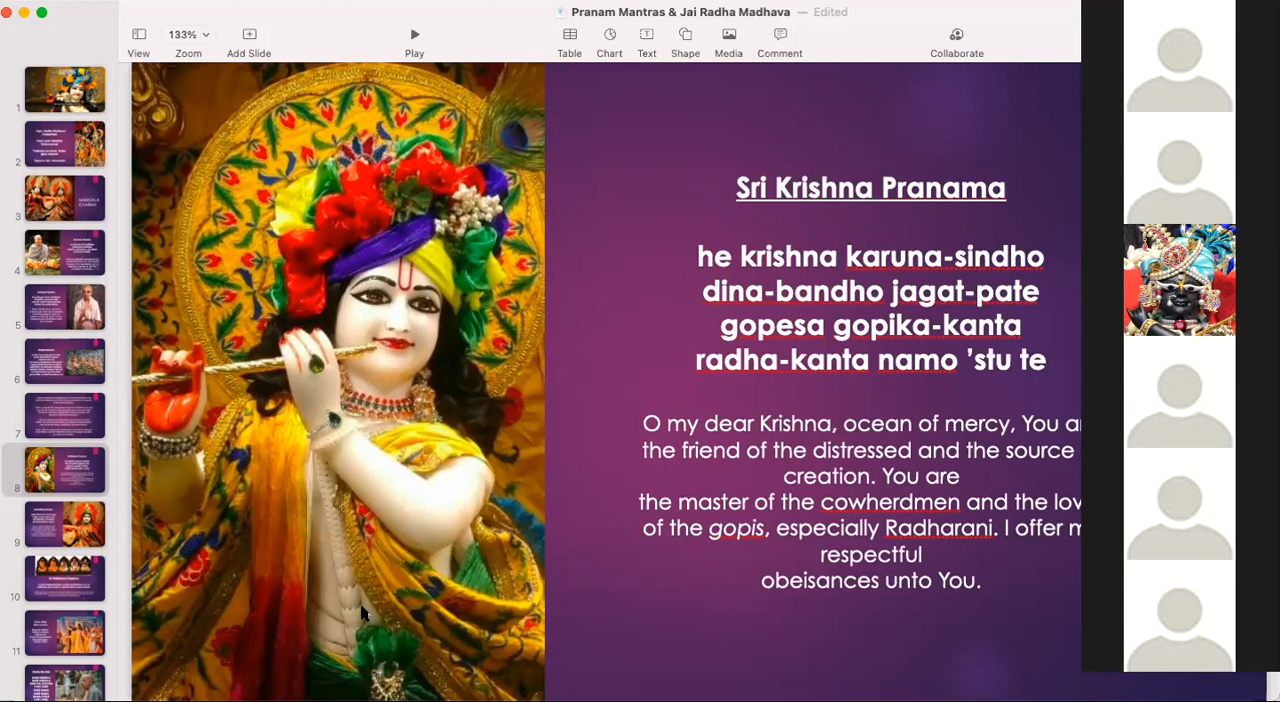 Pranam Mantras & Jai Radha Madhava — Edited
133%
View
Zoom
Add Slide
Play
Table
Chart
Text
Shape
Media
Comment
Collaborate
1
2
3
4
5
6
7
8
9
10
11
Sri Krishna Pranama
he krishna karuna-sindho
dina-bandho jagat-pate
gopesa gopika-kanta
radha-kanta namo ’stu te
O my dear Krishna, ocean of mercy, You
the friend of the distressed and the source
creation. You are
the master of the cowherdmen and the
of the gopis, especially Radharani. I offer
respectful
obeisances unto You.